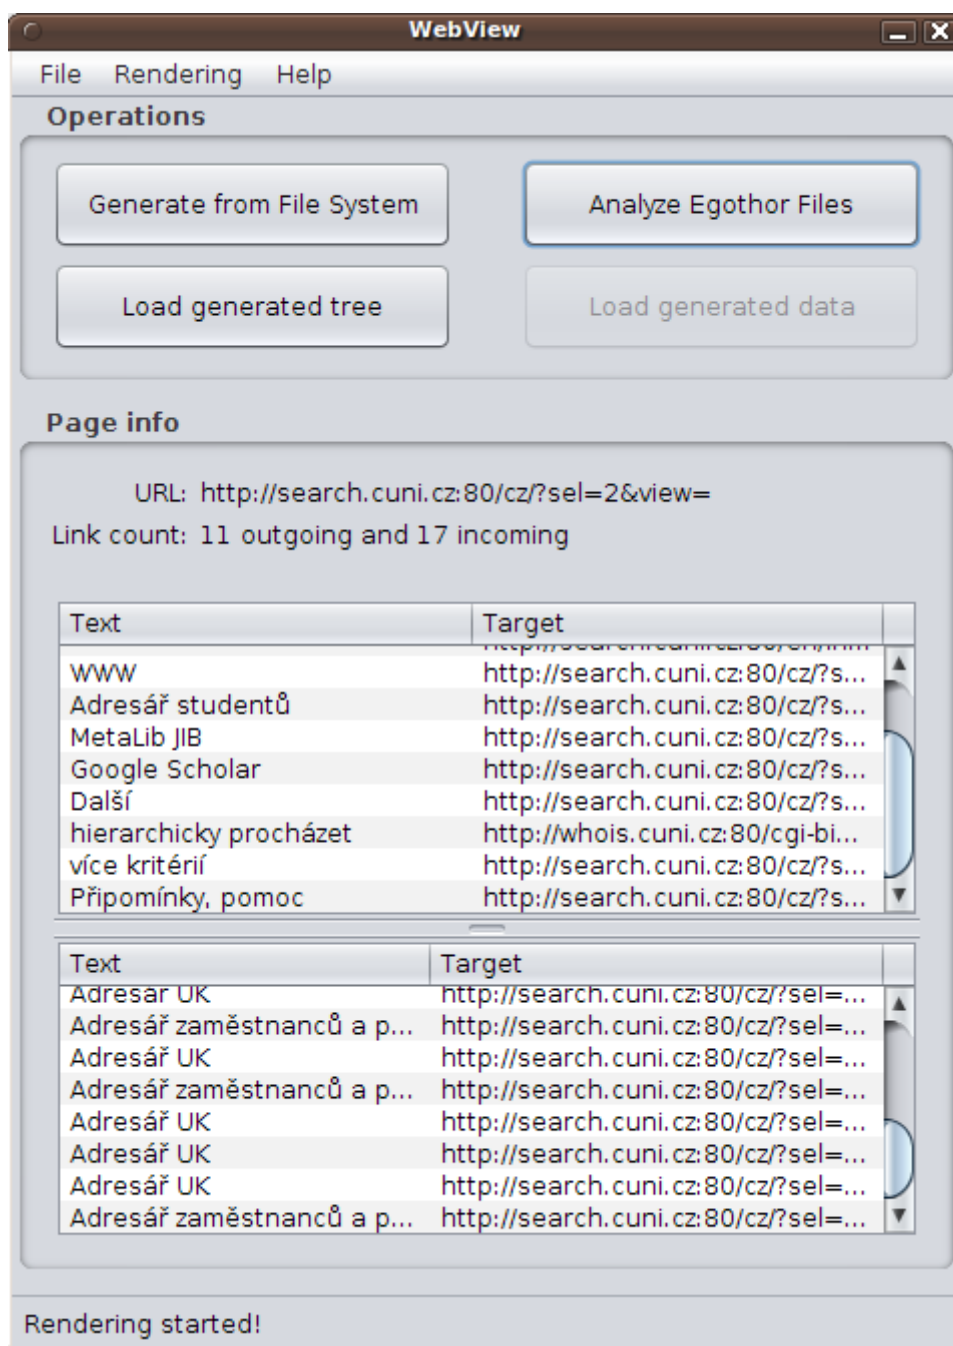 WebView
File Rendering Help
Operations
Generate from File System Analyze Egothor Files
Load generated tree Load generated data
Page info
URL: http://search.cuni.cz:80/cz/?sel=2&view=
Link count: 11 outgoing and 17 incoming
Text Target
WWW http://search.cuni.cz:80/cz/?s...
Adresář studentů http://search.cuni.cz:80/cz/?s...
MetaLib JIB http://search.cuni.cz:80/cz/?s...
Google Scholar http://search.cuni.cz:80/cz/?s...
Další http://search.cuni.cz:80/cz/?s...
hierarchicky procházet http://whois.cuni.cz:80/cgi-bi...
více kritérií http://search.cuni.cz:80/cz/?s...
Připomínky, pomoc http://search.cuni.cz:80/cz/?s...
Text Target
Adresář UK http://search.cuni.cz:80/cz/?sel=...
Adresář zaměstnanců a p... http://search.cuni.cz:80/cz/?sel=...
Adresář UK http://search.cuni.cz:80/cz/?sel=...
Adresář zaměstnanců a p... http://search.cuni.cz:80/cz/?sel=...
Adresář UK http://search.cuni.cz:80/cz/?sel=...
Adresář UK http://search.cuni.cz:80/cz/?sel=...
Adresář UK http://search.cuni.cz:80/cz/?sel=...
Adresář zaměstnanců a p... http://search.cuni.cz:80/cz/?sel=...
Rendering started!